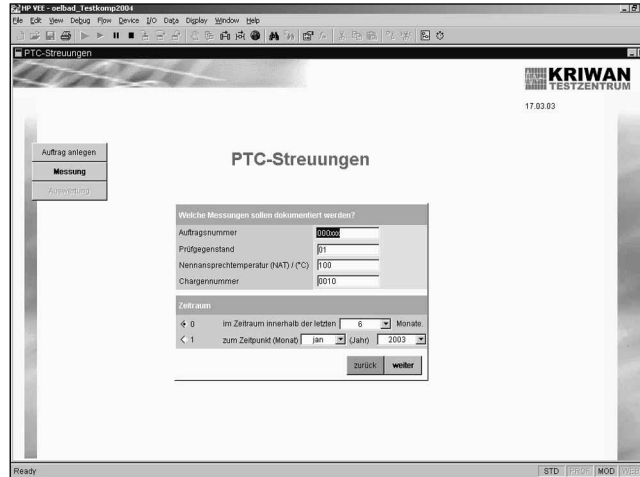 HP VEE - oelbad_Testkomp2004
File Edit View Debug Flow Device I/O Data Display Window Help
PTC-Streuungen
KRIWAN
TESTZENTRUM
17.03.03
Auftrag anlegen
Messung
Auswertung
PTC-Streuungen
Welche Messungen sollen dokumentiert werden?
Auftragsnummer 000xxx
Prüfgegenstand 01
Nennansprechtemperatur (NAT) / (°C) 100
Chargennummer 0010
Zeitraum
0 im Zeitraum innerhalb der letzten 6 Monate.
1 zum Zeitpunkt (Monat) jan (Jahr) 2003
zurück weiter
Ready STD PROF MOD WEB